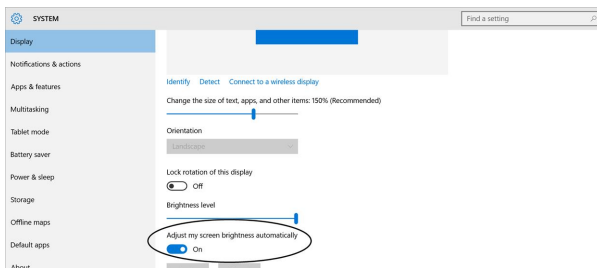 SYSTEM
Find a setting
Display
Notifications & actions
Apps & features
Multitasking
Tablet mode
Battery saver
Power & sleep
Storage
Offline maps
Default apps
About
Identify Detect Connect to a wireless display
Change the size of text, apps, and other items: 150% (Recommended)
Orientation
Landscape
Lock rotation of this display
Off
Brightness level
Adjust my screen brightness automatically
On